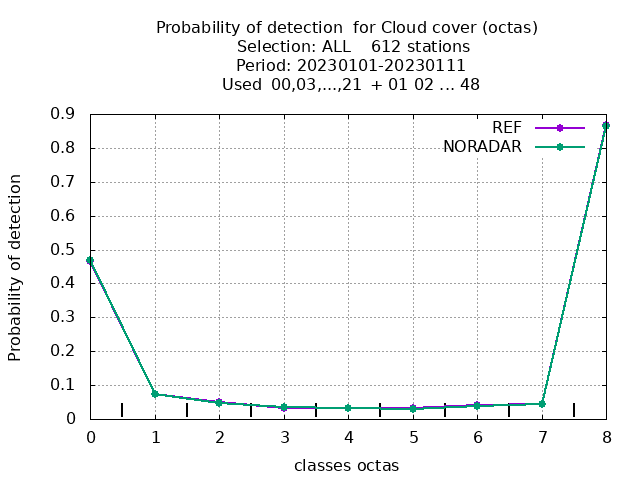 Probability of detection  for Cloud cover (octas)
Selection: ALL    612 stations
Period: 20230101-20230111
Used  00,03,...,21  + 01 02 ... 48
REF
NORADAR
0.9
0.8
0.7
0.6
0.5
0.4
0.3
0.2
0.1
0
Probability of detection
0 1 2 3 4 5 6 7 8
classes octas